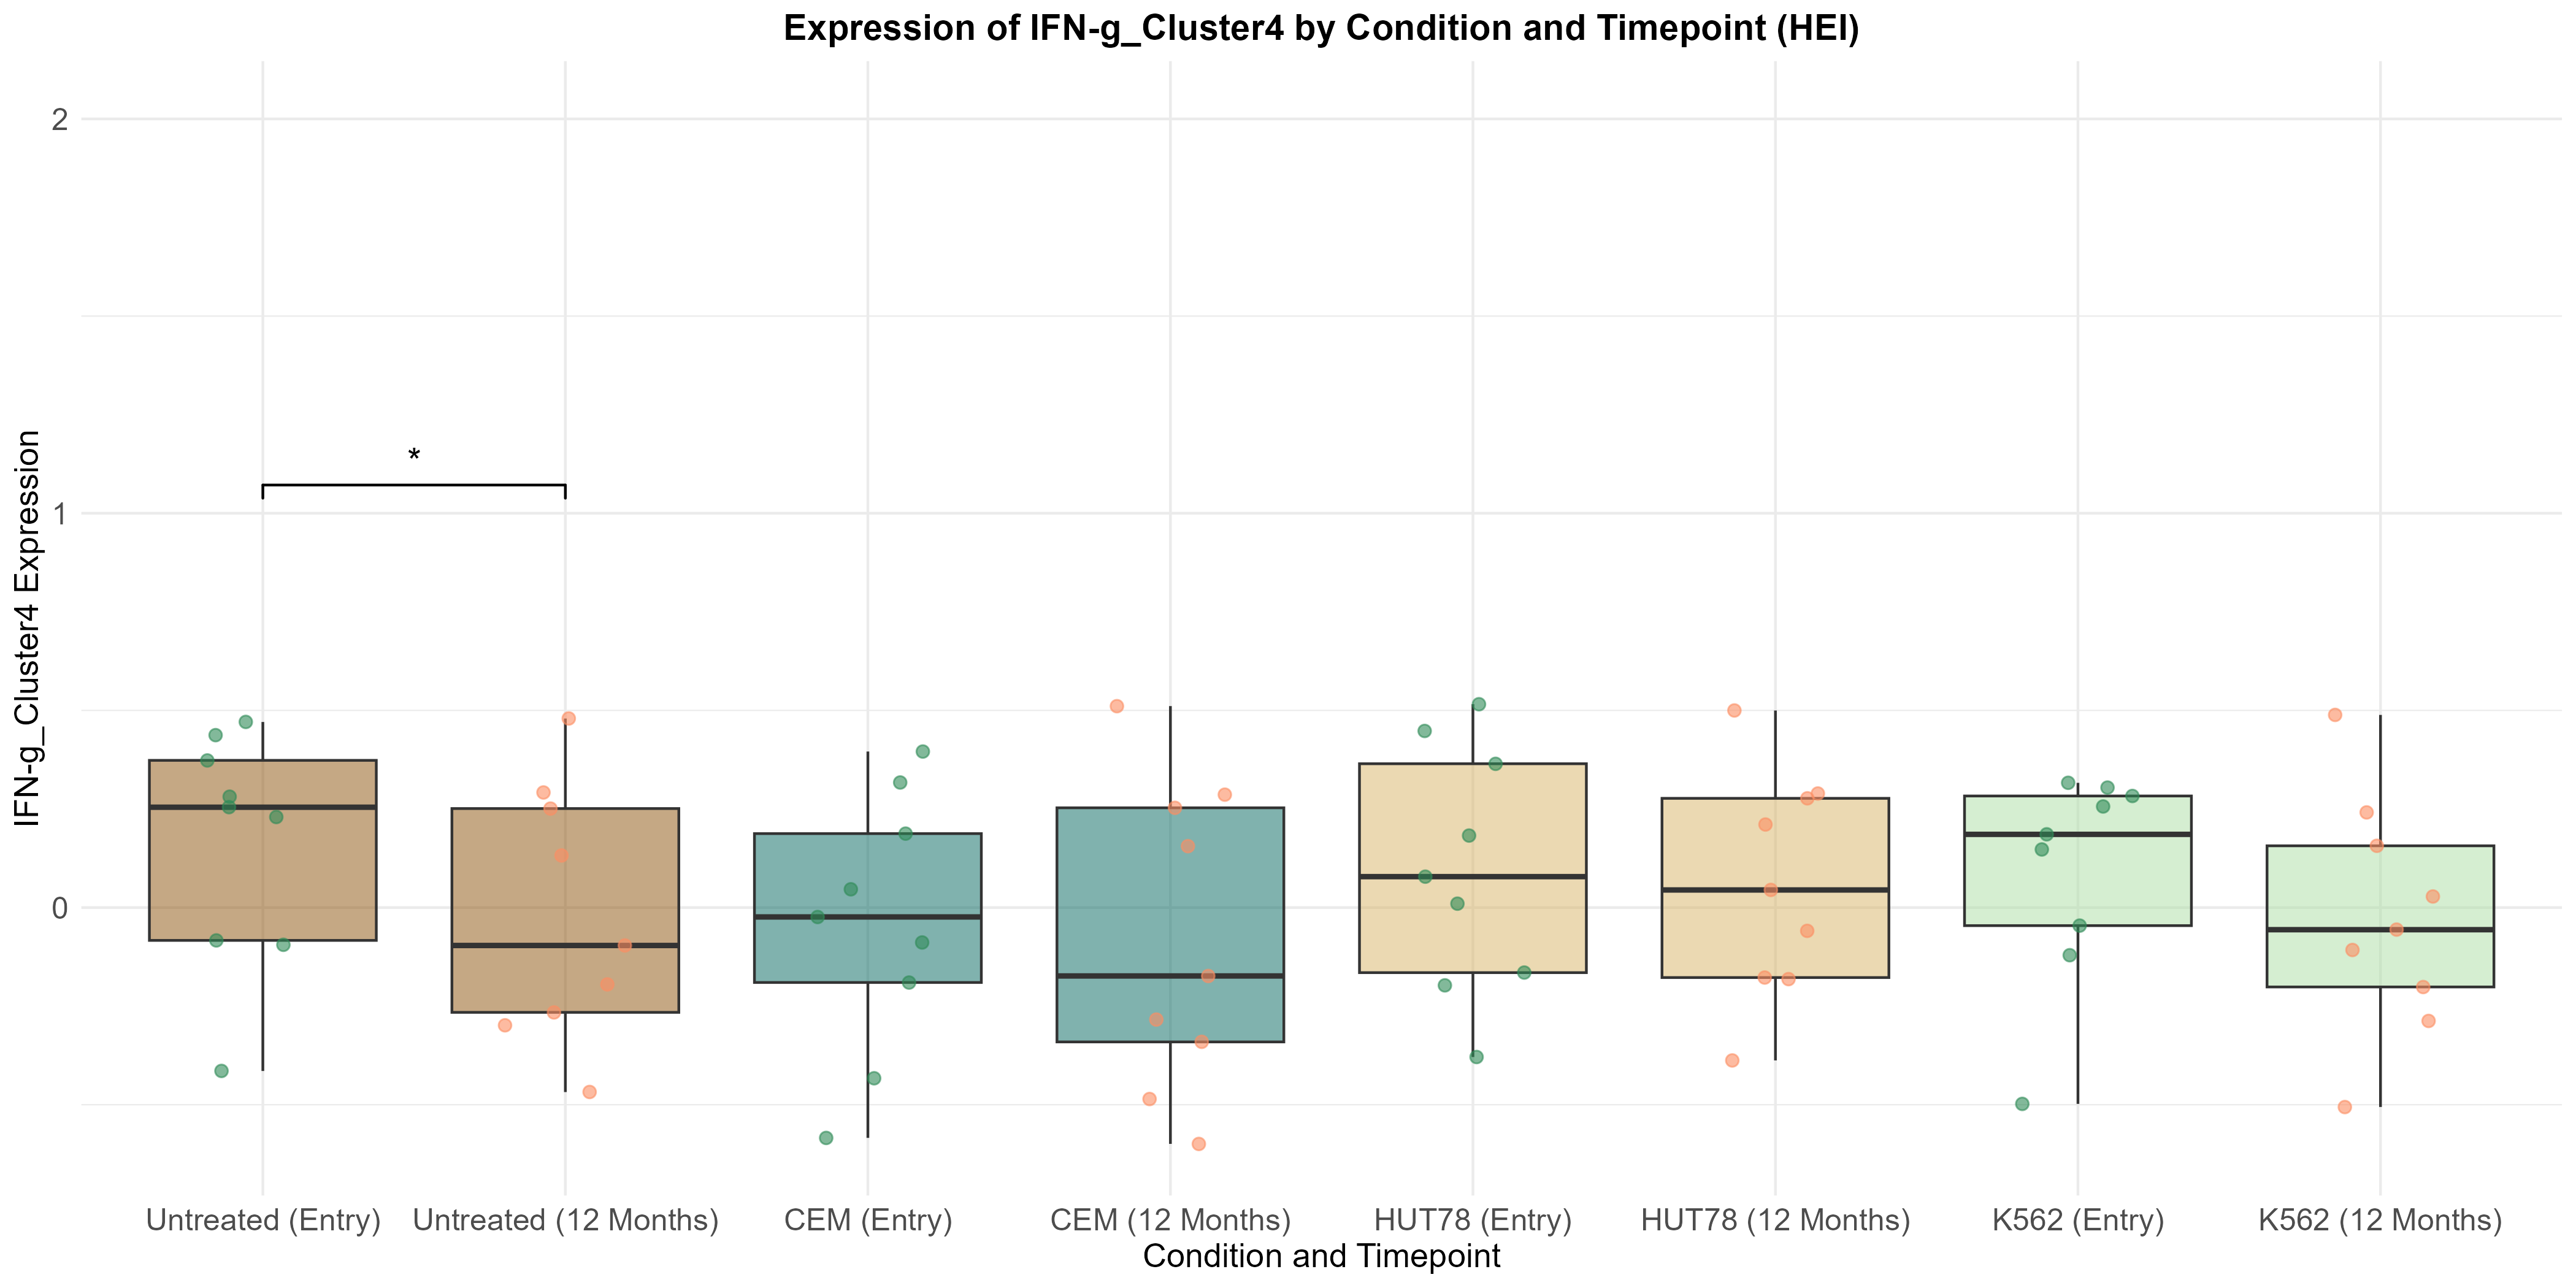 Expression of IFN-g_Cluster4 by Condition and Timepoint (HEI)
IFN-g_Cluster4 Expression
2
1
0
*
Untreated (Entry) Untreated (12 Months) CEM (Entry) CEM (12 Months) HUT78 (Entry) HUT78 (12 Months) K562 (Entry) K562 (12 Months)
Condition and Timepoint